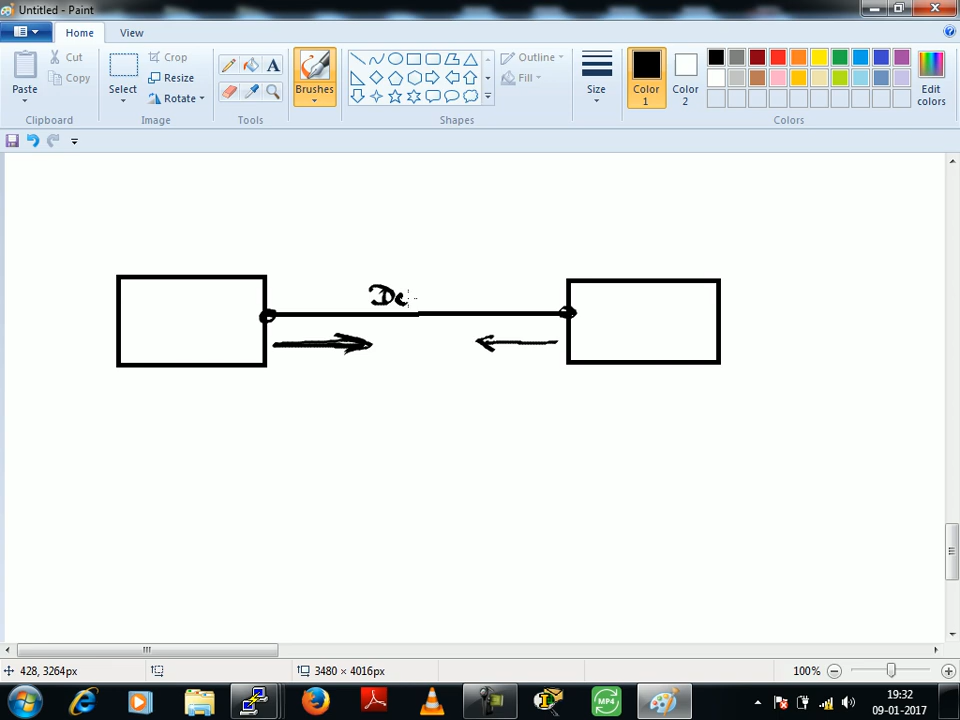 Untitled - Paint
Home View
Paste
Cut
Copy
Clipboard
Select
Crop
Resize
Rotate
Image
A
Tools
Brushes
Shapes
Outline
Fill
Size
Color 1
Color 2
Colors
Edit colors
428, 3264px
3480 × 4016px
100%
MP4
19:32
09-01-2017